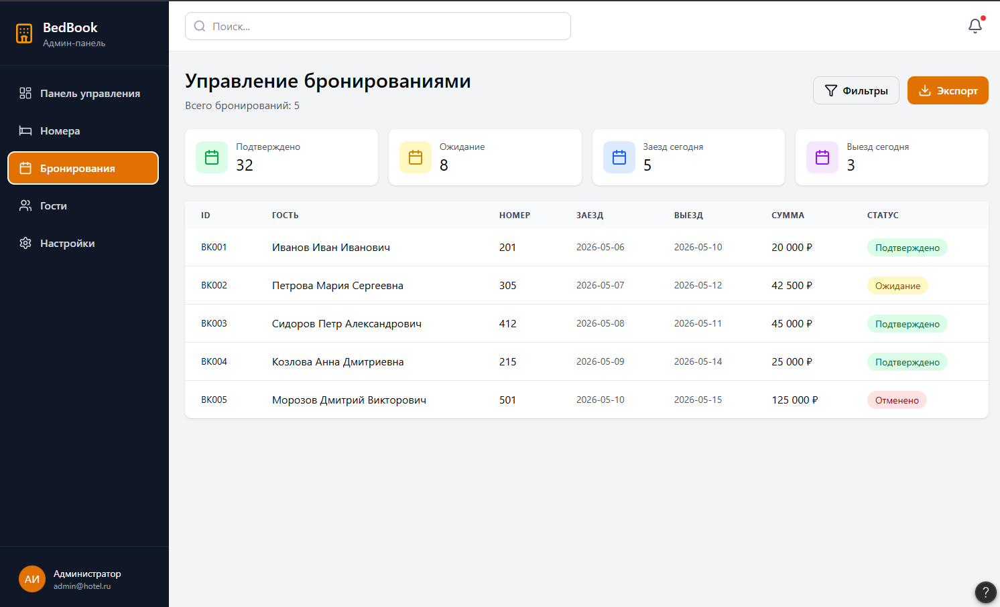 BedBook
Админ-панель
Поиск...
Панель управления
Номера
Бронирования
Гости
Настройки
Управление бронированиями
Всего бронирований: 5
Фильтры
Экспорт
Подтверждено
32
Ожидание
8
Заезд сегодня
5
Выезд сегодня
3
ID ГОСТЬ НОМЕР ЗАЕЗД ВЫЕЗД СУММА СТАТУС
BK001 Иванов Иван Иванович 201 2026-05-06 2026-05-10 20 000 ₽ Подтверждено
BK002 Петрова Мария Сергеевна 305 2026-05-07 2026-05-12 42 500 ₽ Ожидание
BK003 Сидоров Петр Александрович 412 2026-05-08 2026-05-11 45 000 ₽ Подтверждено
BK004 Козлова Анна Дмитриевна 215 2026-05-09 2026-05-14 25 000 ₽ Подтверждено
BK005 Морозов Дмитрий Викторович 501 2026-05-10 2026-05-15 125 000 ₽ Отменено
АИ
Администратор
admin@hotel.ru
?